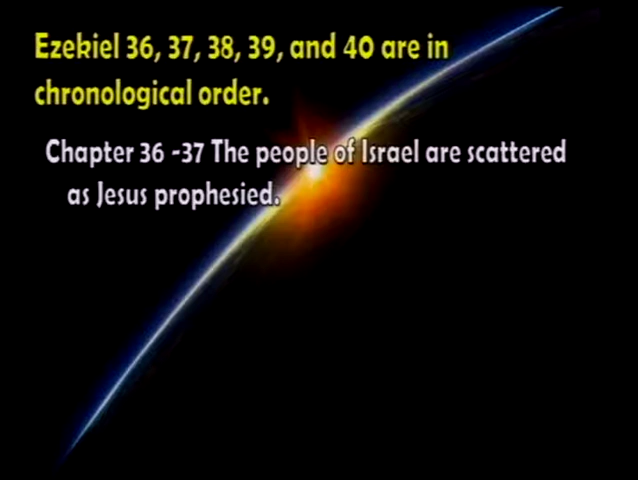 Ezekiel 36, 37, 38, 39, and 40 are in
chronological order.
Chapter 36 -37 The people of Israel are scattered
as Jesus prophesied.